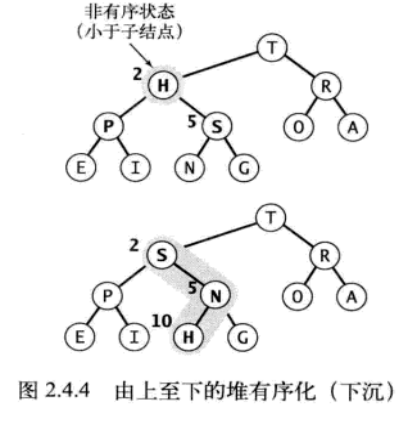 非有序状态
(小于子结点)
T
2 H
R
P
5 S
O A
E I N G
T
2 S
R
P
5 N
O A
E I 10 H G
图 2.4.4 由上至下的堆有序化（下沉）